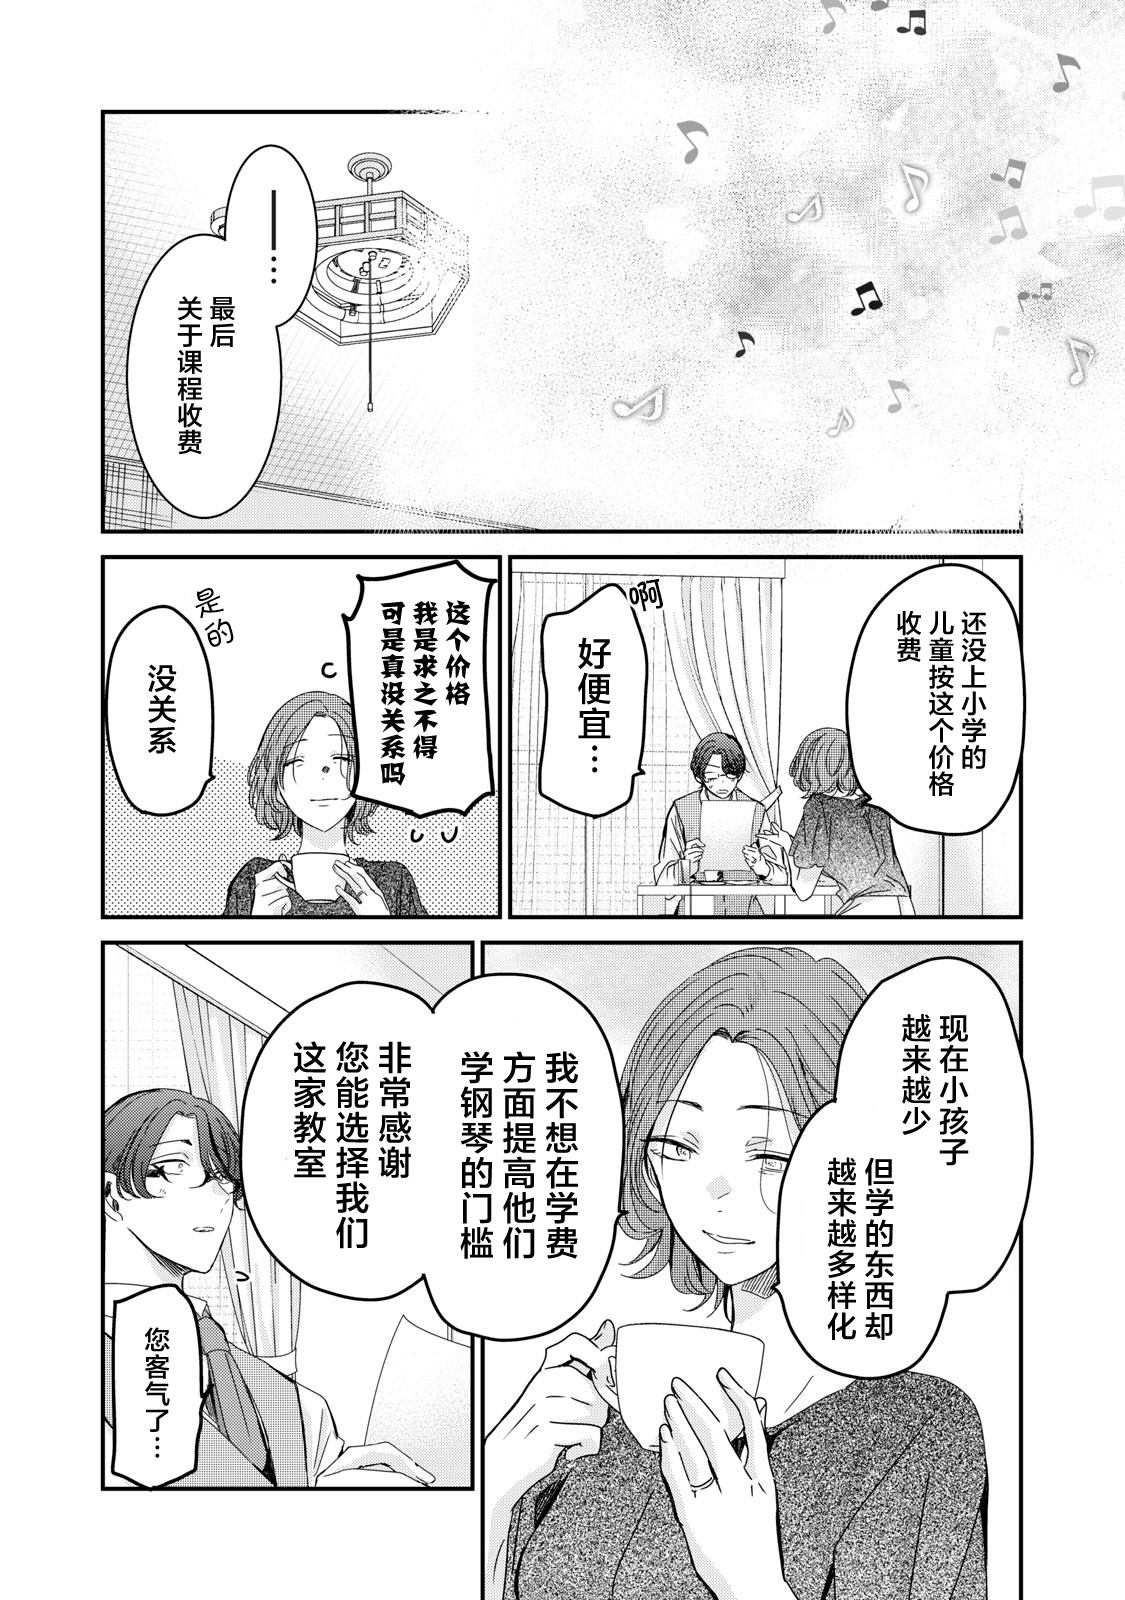 ——…
最后
关于课程收费
还没上小学的
儿童按这个价格
收费
啊
好便宜…
这个价格
我是求之不得
可是真没关系吗
是的
没关系
现在小孩子
越来越少
但学的东西却
越来越多样化
我不想在学费
方面提高他们
学钢琴的门槛
非常感谢
您能选择我们
这家教室
您客气了…